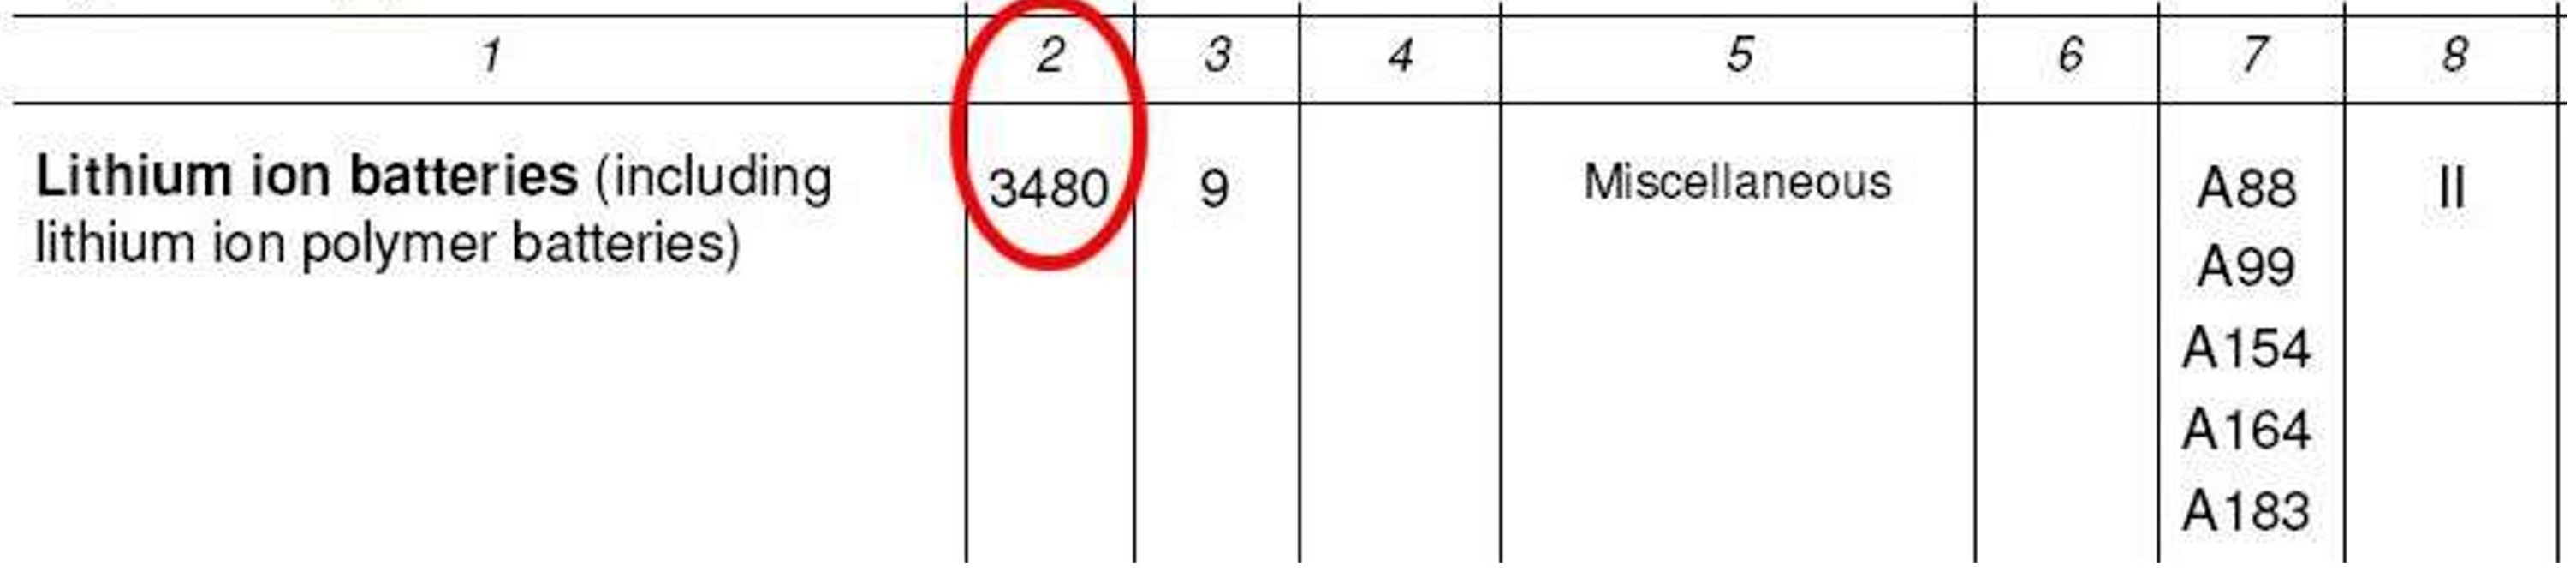 1 2 3 4 5 6 7 8
Lithium ion batteries (including 3480 9 Miscellaneous A88 II
lithium ion polymer batteries) A99
A154
A164
A183